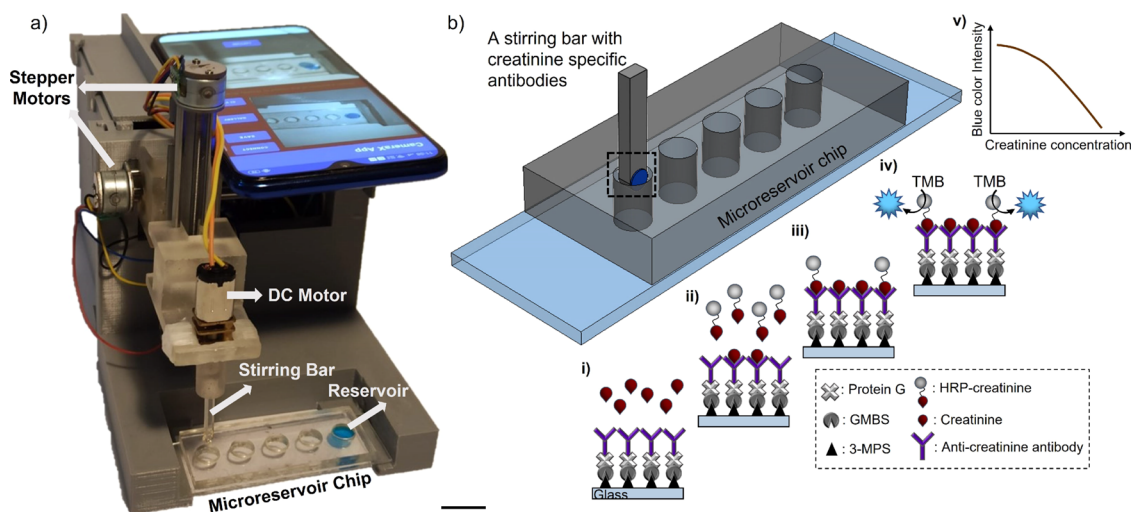 a)
Stepper
Motors
DC Motor
Stirring Bar
Reservoir
Microreservoir Chip
CameraX App
b)
A stirring bar with
creatinine specific
antibodies
Microreservoir chip
v)
Blue color Intensity
Creatinine concentration
iv)
TMB
TMB
iii)
ii)
i)
Glass
: Protein G
: HRP-creatinine
: GMBS
: Creatinine
: 3-MPS
: Anti-creatinine antibody